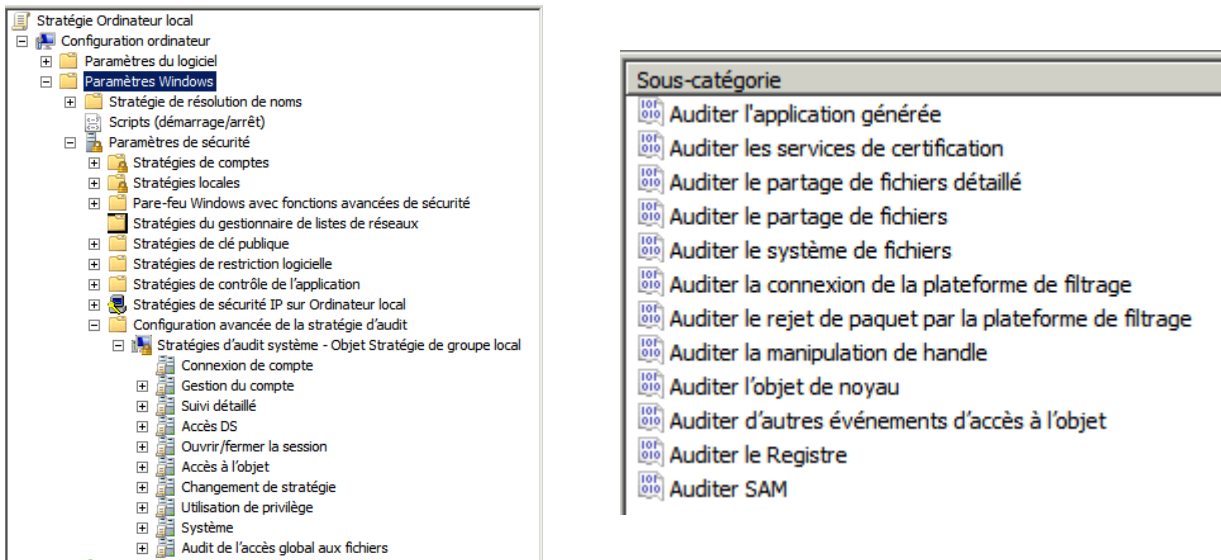 Stratégie Ordinateur local
Configuration ordinateur
Paramètres du logiciel
Paramètres Windows
Stratégie de résolution de noms
Scripts (démarrage/arrêt)
Paramètres de sécurité
Stratégies de comptes
Stratégies locales
Pare-feu Windows avec fonctions avancées de sécurité
Stratégies du gestionnaire de listes de réseaux
Stratégies de clé publique
Stratégies de restriction logicielle
Stratégies de contrôle de l’application
Stratégies de sécurité IP sur Ordinateur local
Configuration avancée de la stratégie d’audit
Stratégies d’audit système - Objet Stratégie de groupe local
Connexion de compte
Gestion du compte
Suivi détaillé
Accès DS
Ouvrir/fermer la session
Accès à l’objet
Changement de stratégie
Utilisation de privilège
Système
Audit de l’accès global aux fichiers
Sous-catégorie
Auditer l'application générée
Auditer les services de certification
Auditer le partage de fichiers détaillé
Auditer le partage de fichiers
Auditer le système de fichiers
Auditer la connexion de la plateforme de filtrage
Auditer le rejet de paquet par la plateforme de filtrage
Auditer la manipulation de handle
Auditer l’objet de noyau
Auditer d’autres événements d’accès à l’objet
Auditer le Registre
Auditer SAM